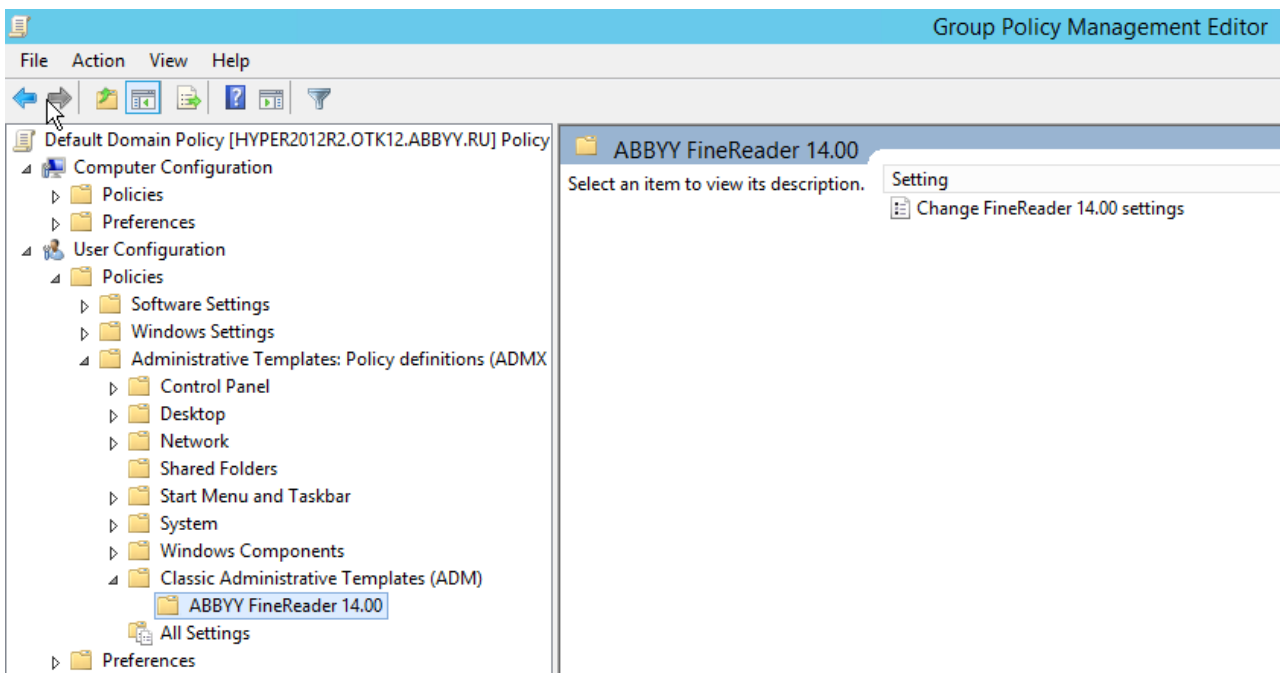 Group Policy Management Editor
File Action View Help
Default Domain Policy [HYPER2012R2.OTK12.ABBYY.RU] Policy
Computer Configuration
Policies
Preferences
User Configuration
Policies
Software Settings
Windows Settings
Administrative Templates: Policy definitions (ADMX
Control Panel
Desktop
Network
Shared Folders
Start Menu and Taskbar
System
Windows Components
Classic Administrative Templates (ADM)
ABBYY FineReader 14.00
All Settings
Preferences
ABBYY FineReader 14.00
Select an item to view its description.
Setting
Change FineReader 14.00 settings